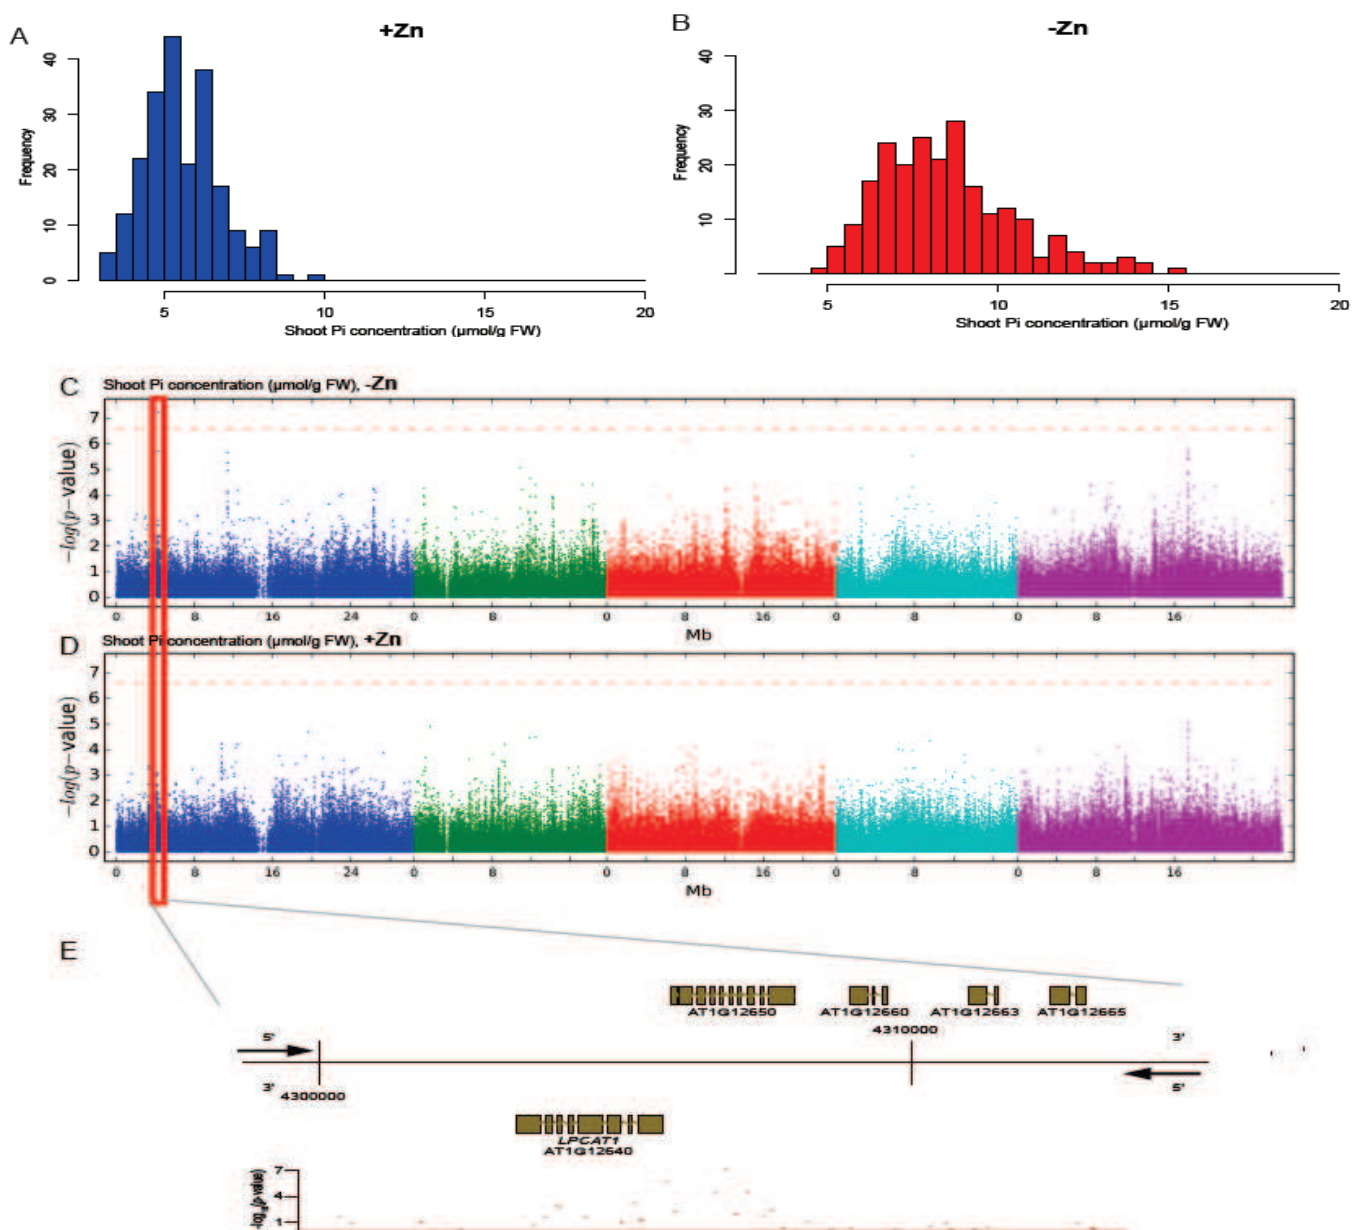 A
+Zn
Frequency
0 10 20 30 40
5 10 15 20
Shoot Pi concentration (µmol/g FW)
B
-Zn
Frequency
10 20 30 40
5 10 15 20
Shoot Pi concentration (µmol/g FW)
C Shoot Pi concentration (µmol/g FW), -Zn
-log(p-value)
7
6
5
4
3
2
1
0
0 8 16 24 0 8 0 8 16 0 8 0 8 16
Mb
D Shoot Pi concentration (µmol/g FW), +Zn
-log(p-value)
7
6
5
4
3
2
1
0
0 8 16 24 0 8 0 8 16 0 8 0 8 16
Mb
E
AT1G12650 AT1G12660 AT1G12663 AT1G12665
4310000
5' 3'
3' 5'
4300000
LPCAT1
AT1G12640
-log10(p value)
7
4
1